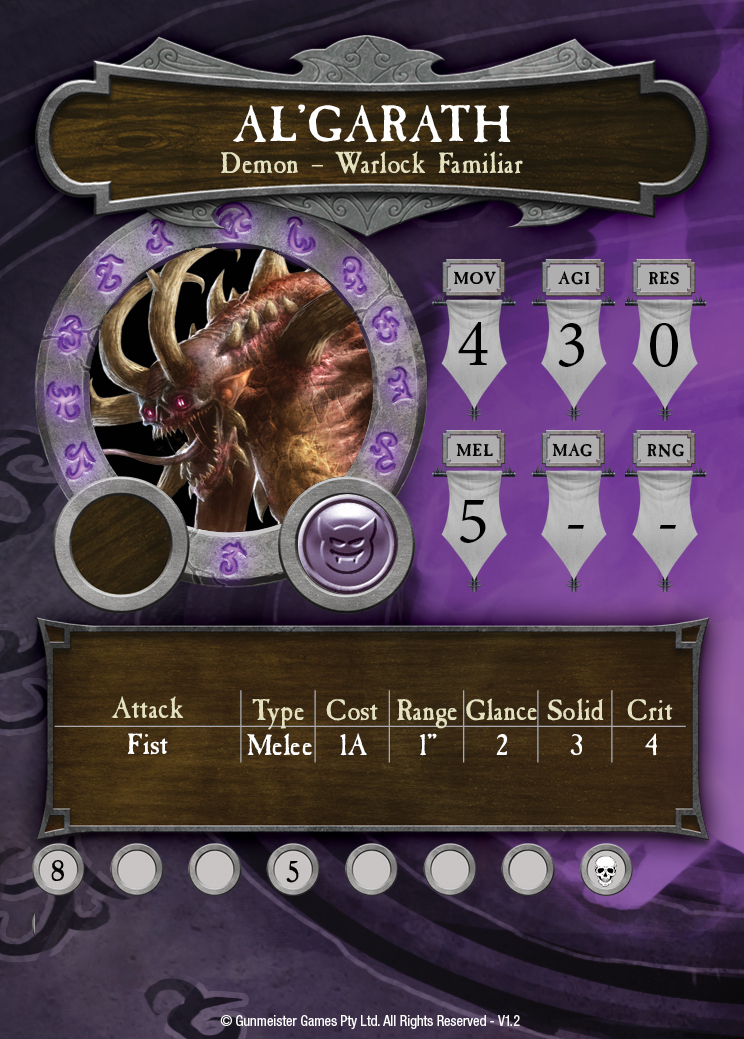 AL'GARATH
Demon – Warlock Familiar
MOV AGI RES
4 3 0
MEL MAG RNG
5 - -
Attack Type Cost Range Glance Solid Crit
Fist Melee 1A 1” 2 3 4
8 5
© Gunmeister Games Pty Ltd. All Rights Reserved - V1.2